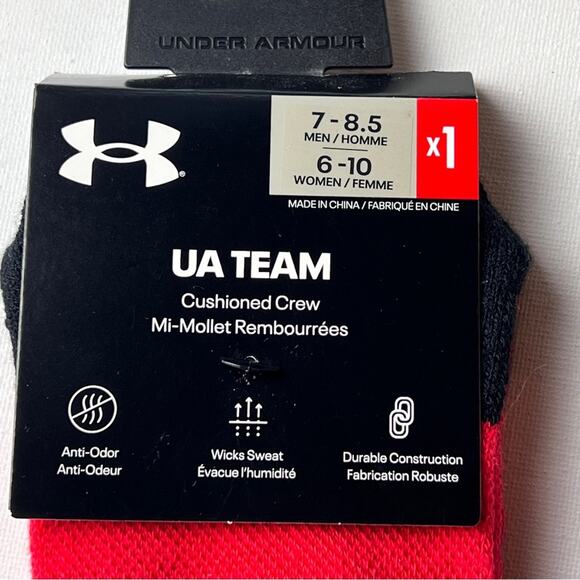 UNDER ARMOUR
7 - 8.5
MEN / HOMME
6 - 10
WOMEN / FEMME
x1
MADE IN CHINA / FABRIQUÉ EN CHINE
®
UA TEAM
Cushioned Crew
Mi-Mollet Rembourrées
Anti-Odor
Anti-Odeur
Wicks Sweat
Évacue l'humidité
Durable Construction
Fabrication Robuste